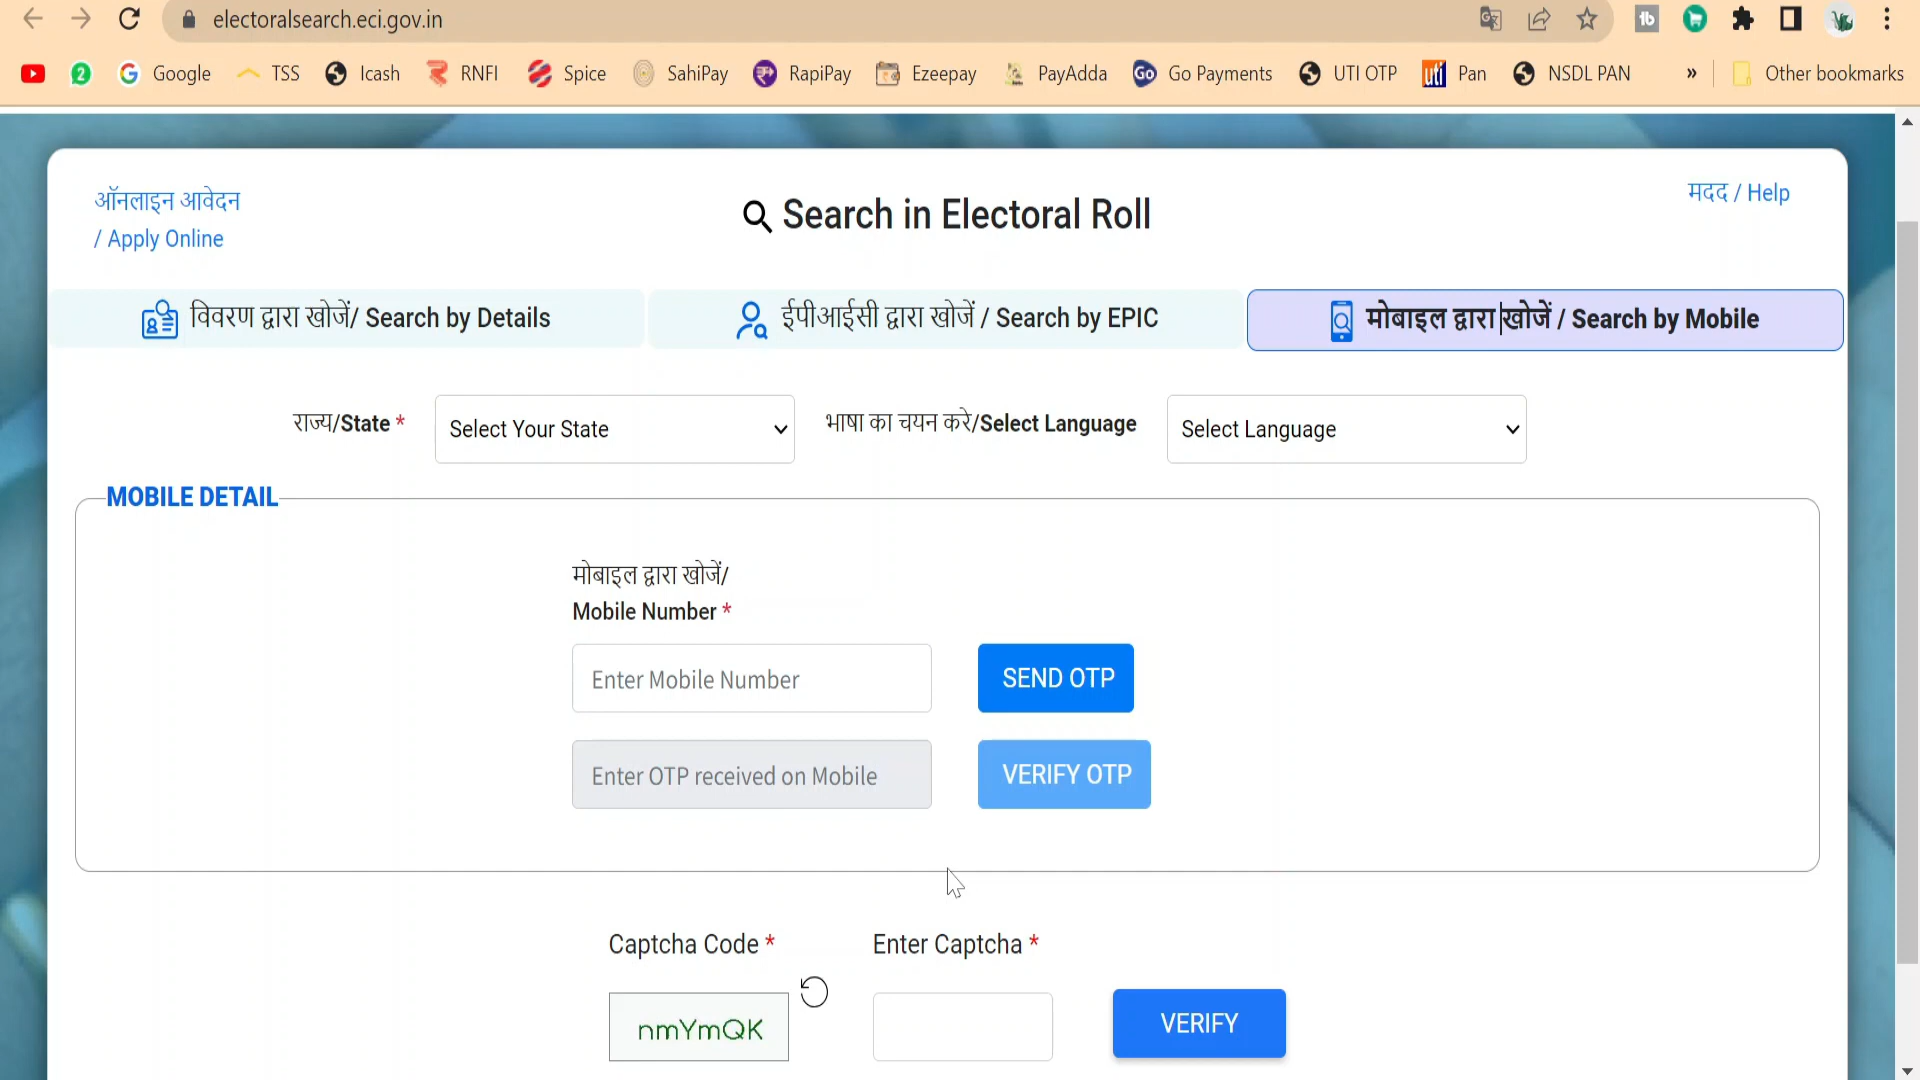 electoralsearch.eci.gov.in
2 Google TSS Icash RNFI Spice SahiPay RapiPay Ezeepay PayAdda Go Go Payments UTI OTP uti Pan NSDL PAN » Other bookmarks
ऑनलाइन आवेदन
/ Apply Online
Search in Electoral Roll
मदद / Help
विवरण द्वारा खोजें/ Search by Details
ईपीआईसी द्वारा खोजें / Search by EPIC
मोबाइल द्वारा खोजें / Search by Mobile
राज्य/State *
Select Your State
भाषा का चयन करे/Select Language
Select Language
MOBILE DETAIL
मोबाइल द्वारा खोजें/
Mobile Number *
Enter Mobile Number
SEND OTP
Enter OTP received on Mobile
VERIFY OTP
Captcha Code *
Enter Captcha *
nmYmQK
VERIFY